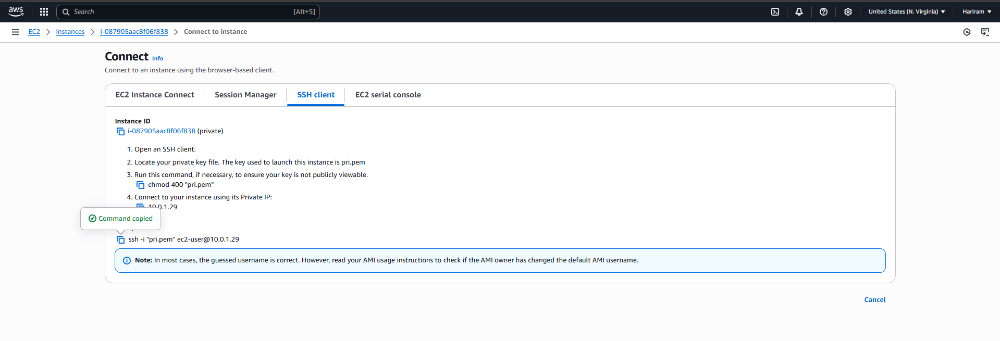 aws
Search [Alt+S]
United States (N. Virginia) Hariram
EC2 Instances i-087905aac8f06f838 Connect to instance
Connect Info
Connect to an instance using the browser-based client.
EC2 Instance Connect Session Manager SSH client EC2 serial console
Instance ID
i-087905aac8f06f838 (private)
1. Open an SSH client.
2. Locate your private key file. The key used to launch this instance is pri.pem
3. Run this command, if necessary, to ensure your key is not publicly viewable.
chmod 400 "pri.pem"
4. Connect to your instance using its Private IP:
10.0.1.29
Command copied
ssh -i "pri.pem" ec2-user@10.0.1.29
Note: In most cases, the guessed username is correct. However, read your AMI usage instructions to check if the AMI owner has changed the default AMI username.
Cancel